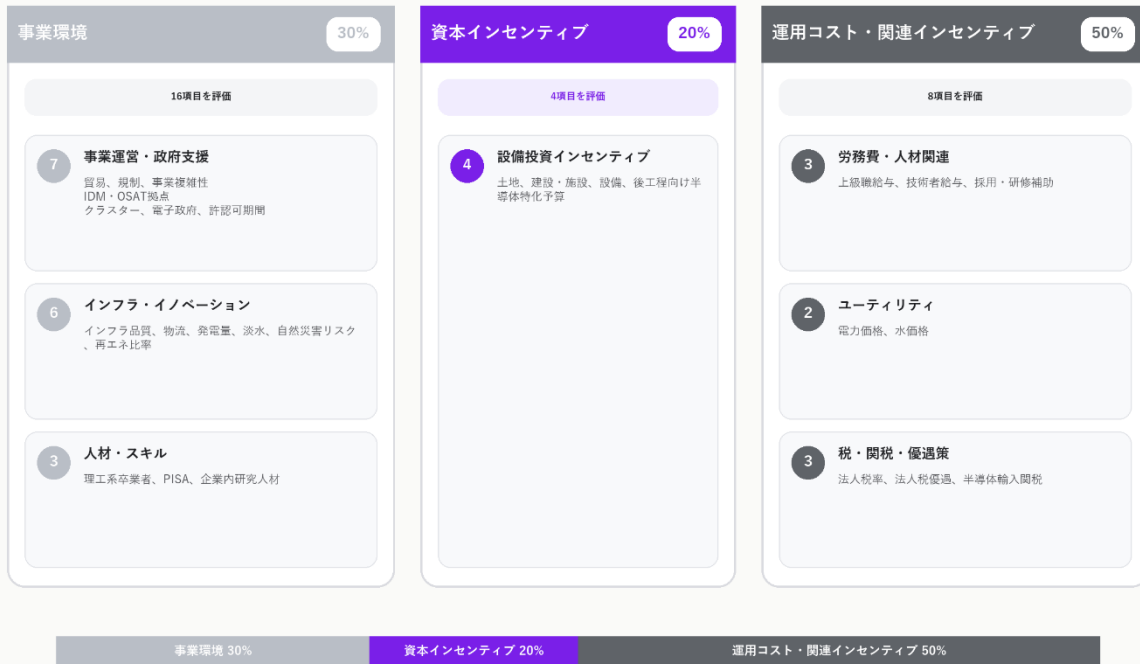 事業環境
30%
16項目を評価
7
事業運営・政府支援
貿易、規制、事業複雑性
IDM・OSAT拠点
クラスター、電子政府、許認可期間
6
インフラ・イノベーション
インフラ品質、物流、発電量、淡水、自然災害リスク
、再エネ比率
3
人材・スキル
理工系卒業者、PISA、企業内研究人材
資本インセンティブ
20%
4項目を評価
4
設備投資インセンティブ
土地、建設・施設、設備、後工程向け半
導体特化予算
運用コスト・関連インセンティブ
50%
8項目を評価
3
労務費・人材関連
上級職給与、技術者給与、採用・研修補助
2
ユーティリティ
電力価格、水価格
3
税・関税・優遇策
法人税率、法人税優遇、半導体輸入関税
事業環境 30%
資本インセンティブ 20%
運用コスト・関連インセンティブ 50%